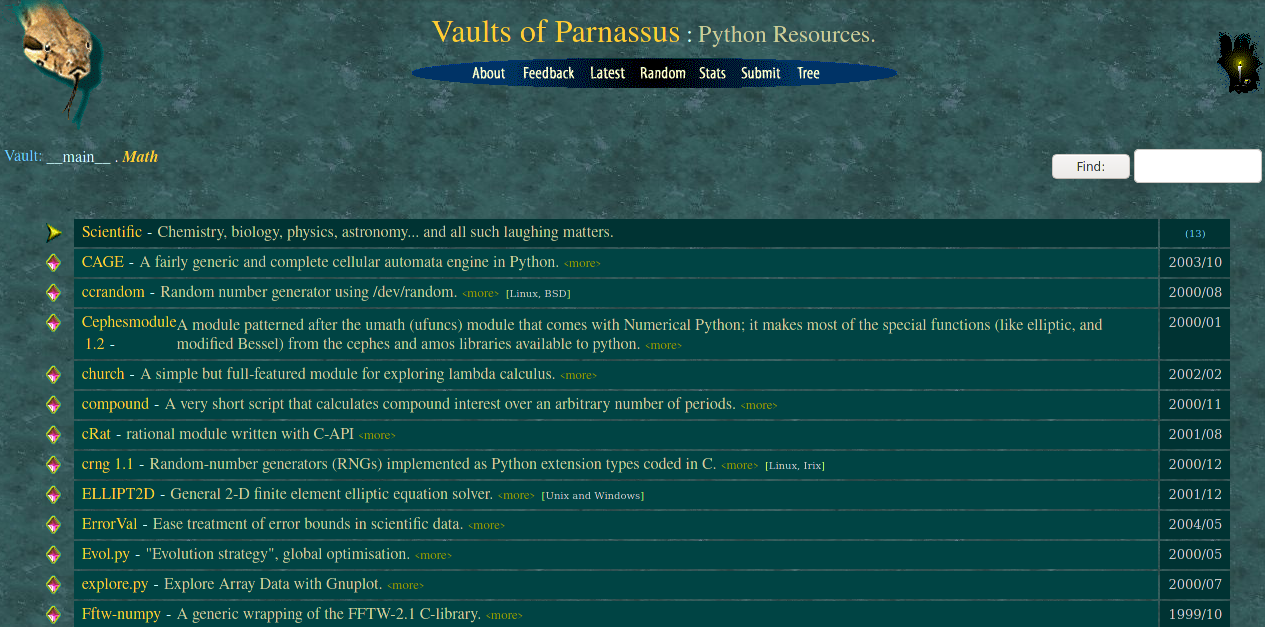 Vaults of Parnassus : Python Resources.
About Feedback Latest Random Stats Submit Tree
Vault: __main__ . Math
Find:
Scientific - Chemistry, biology, physics, astronomy... and all such laughing matters. (13)
CAGE - A fairly generic and complete cellular automata engine in Python. <more> 2003/10
ccrandom - Random number generator using /dev/random. <more> [Linux, BSD] 2000/08
Cephesmodule A module patterned after the umath (ufuncs) module that comes with Numerical Python; it makes most of the special functions (like elliptic, and 2000/01
1.2 - modified Bessel) from the cephes and amos libraries available to python. <more>
church - A simple but full-featured module for exploring lambda calculus. <more> 2002/02
compound - A very short script that calculates compound interest over an arbitrary number of periods. <more> 2000/11
cRat - rational module written with C-API <more> 2001/08
crng 1.1 - Random-number generators (RNGs) implemented as Python extension types coded in C. <more> [Linux, Irix] 2000/12
ELLIPT2D - General 2-D finite element elliptic equation solver. <more> [Unix and Windows] 2001/12
ErrorVal - Ease treatment of error bounds in scientific data. <more> 2004/05
Evol.py - "Evolution strategy", global optimisation. <more> 2000/05
explore.py - Explore Array Data with Gnuplot. <more> 2000/07
Fftw-numpy - A generic wrapping of the FFTW-2.1 C-library. <more> 1999/10